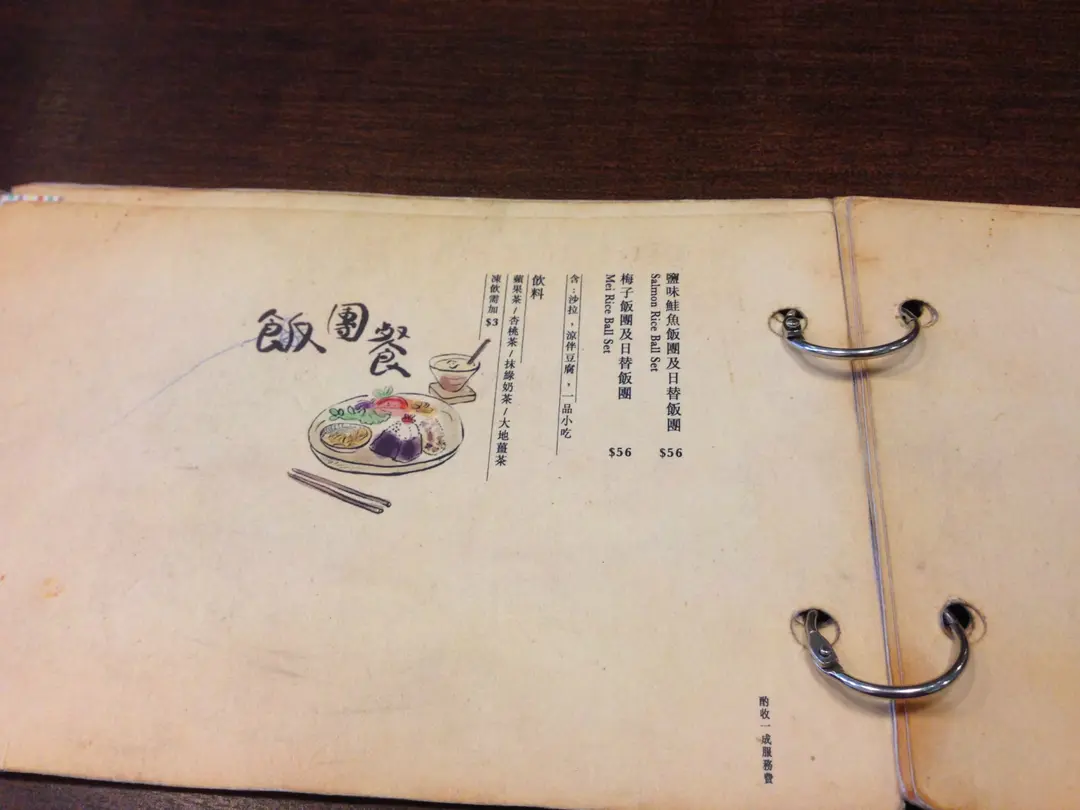 鹽味鮭魚飯團及日替飯團 $56
Salmon Rice Ball Set
梅子飯團及日替飯團 $56
Mei Rice Ball Set
含：沙拉，涼伴豆腐，一品小吃
飲料
蘋果茶/杏桃茶/抹綠奶茶/大地薑茶
凍飲需加$3
飯團餐
酌收一成服務費